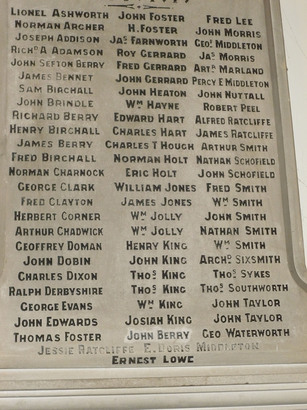 Lionel Ashworth John Foster Fred Lee
Norman Archer H. Foster John Morris
Joseph Addison Jas Farnworth Geo. Middleton
Richd A Adamson Roy Gerrard Jas Morris
John Sefton Berry Fred Gerrard Artr Marland
James Bennet John Gerrard Percy E Middleton
Sam Birchall John Heaton John Nuttall
John Brindle Wm Hayne Robert Peel
Richard Berry Edward Hart Alfred Ratcliffe
Henry Birchall Charles Hart James Ratcliffe
James Berry Charles T Hough Arthur Smith
Fred Birchall Norman Holt Nathan Schofield
Norman Charnock Eric Holt John Schofield
George Clark William Jones Fred Smith
Fred Clayton James Jones Wm Smith
Herbert Corner Wm Jolly John Smith
Arthur Chadwick Wm Jolly Nathan Smith
Geoffrey Doman Henry King Wm Smith
John Dobin John King Archd Sixsmith
Charles Dixon Thos King Thos Sykes
Ralph Derbyshire Thos King Thos Southworth
George Evans Wm King John Taylor
John Edwards Josiah King John Taylor
Thomas Foster John Berry Geo Waterworth
Jessie Ratcliffe E. Doris Middleton
Ernest Lowe